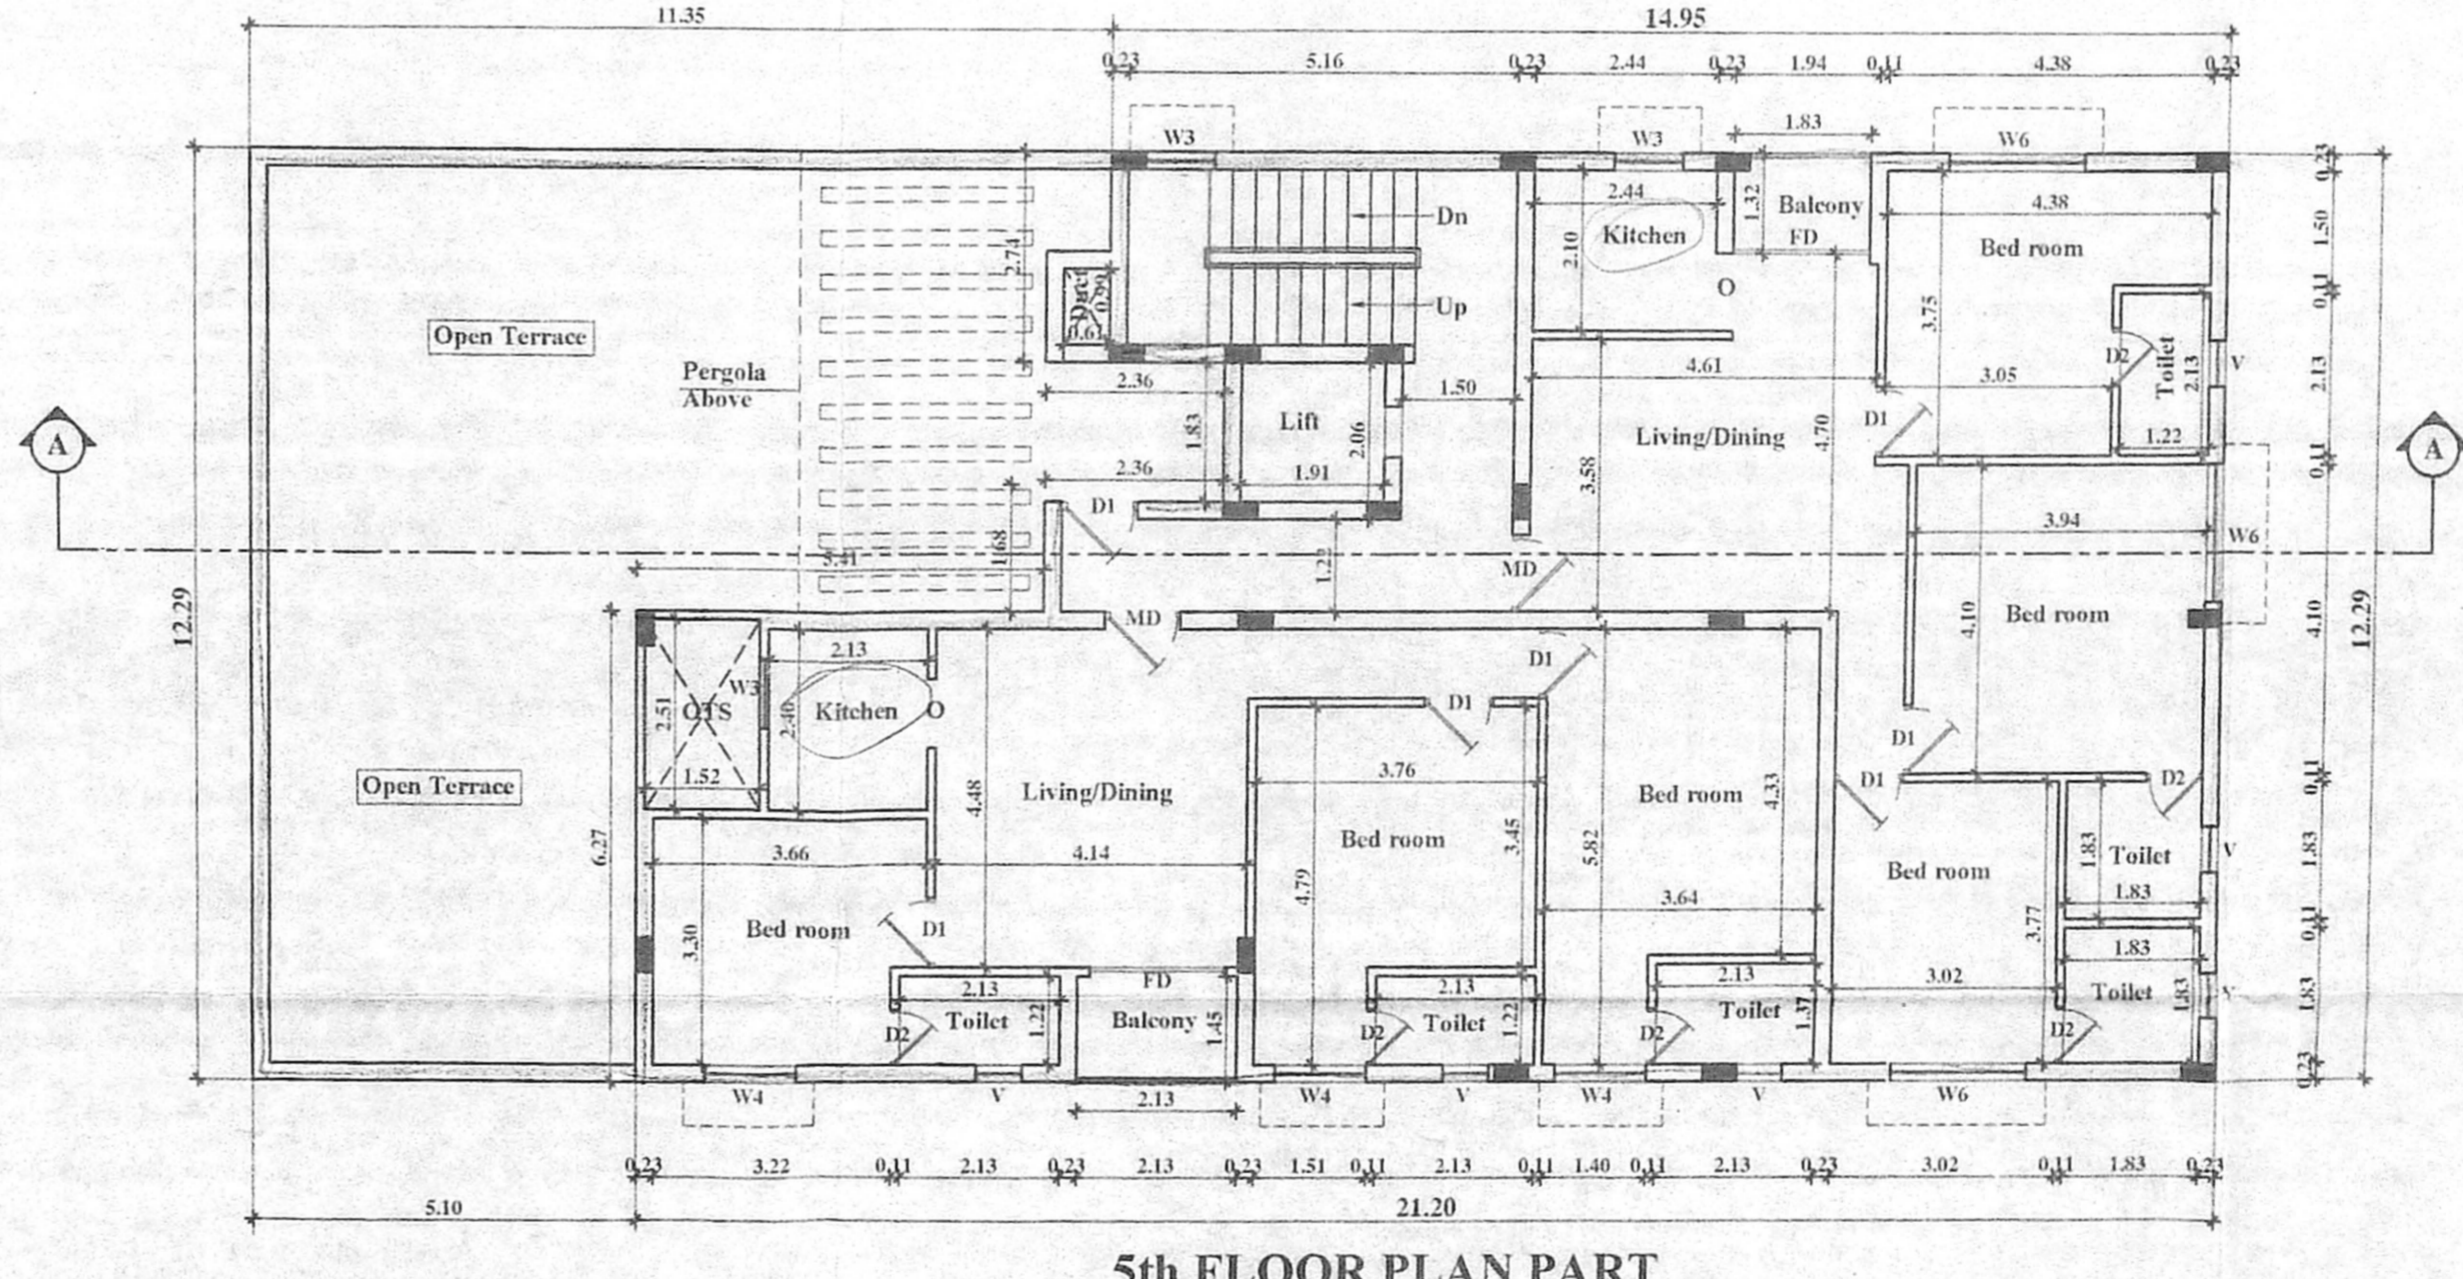 11.35
14.95
0.23 5.16 0.23 2.44 0.23 1.94 0.11 4.38 0.23
W3 W3 1.83 W6
0.23
2.44 1.32 Balcony 4.38
Dn
Kitchen FD Bed room 1.50
2.74 2.10
Duct 0.99 O
Up 0.11
0.61 3.75
Open Terrace
D2 Toilet V
Pergola 2.36 4.61 3.05 2.13 2.13
Above 1.50
Lift D1
A 1.83 2.06 Living/Dining 4.70 1.22 A
2.36 1.91 3.58 0.11
D1
3.94
W6
1.68
5.41 1.22 MD
12.29 MD Bed room 4.10 4.10 12.29
2.13 D1
W3
2.51 OTS 2.40 Kitchen O D1
D1
1.52 3.76 D1 D2 0.11
Open Terrace 4.48 Living/Dining Bed room 4.33
6.27 Bed room 3.45 5.82 1.83 Toilet V 1.83
3.66 4.14 Bed room
4.79 3.64 1.83
Bed room D1 3.77 0.11
3.30 1.83
FD
2.13 2.13 2.13 3.02
Toilet 1.22 Balcony 1.45 Toilet 1.22 Toilet 1.37 Toilet 1.83 V 1.83
D2 D2 D2 D2
0.23
W4 V 2.13 W4 V W4 V W6
0.23 3.22 0.11 2.13 0.23 2.13 0.23 1.51 0.11 2.13 0.11 1.40 0.11 2.13 0.23 3.02 0.11 1.83 0.23
5.10 21.20
5th FLOOR PLAN PART